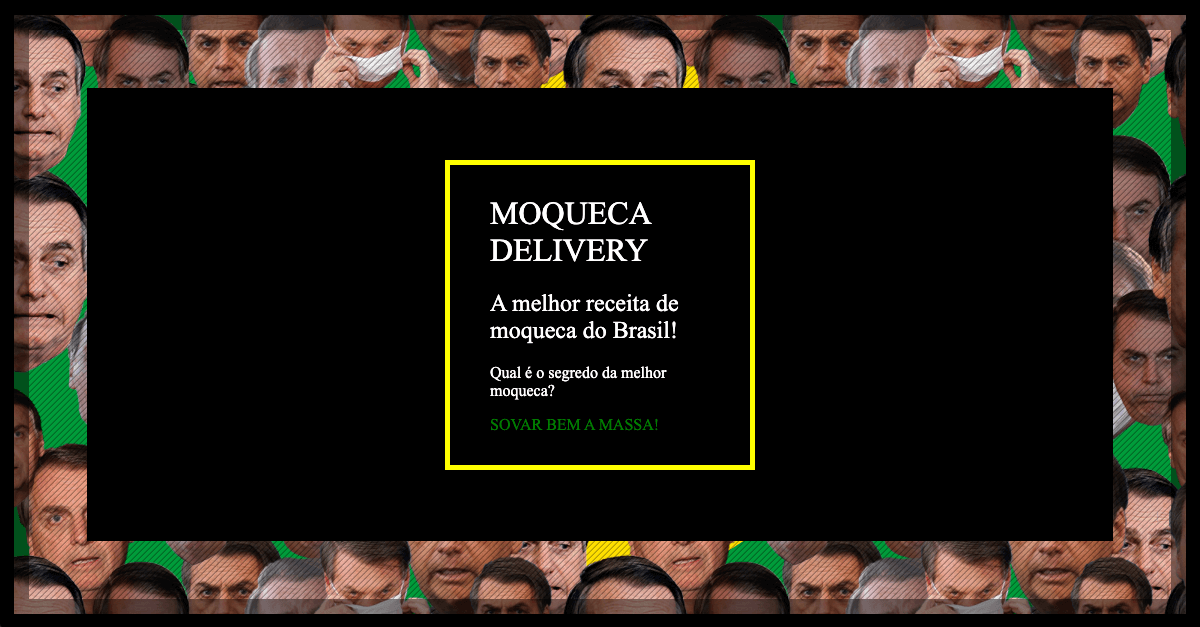 MOQUECA
DELIVERY
A melhor receita de
moqueca do Brasil!
Qual é o segredo da melhor
moqueca?
SOVAR BEM A MASSA!